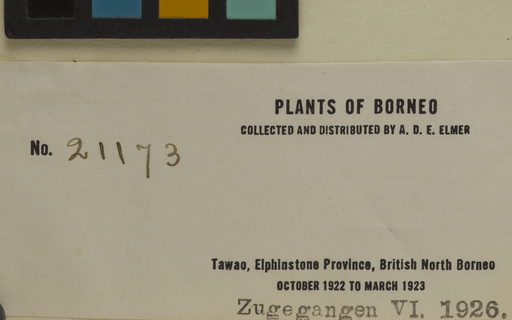 PLANTS OF BORNEO
COLLECTED AND DISTRIBUTED BY A. D. E. ELMER
No. 21173
Tawao, Elphinstone Province, British North Borneo
OCTOBER 1922 TO MARCH 1923
Zugegangen VI. 1926.